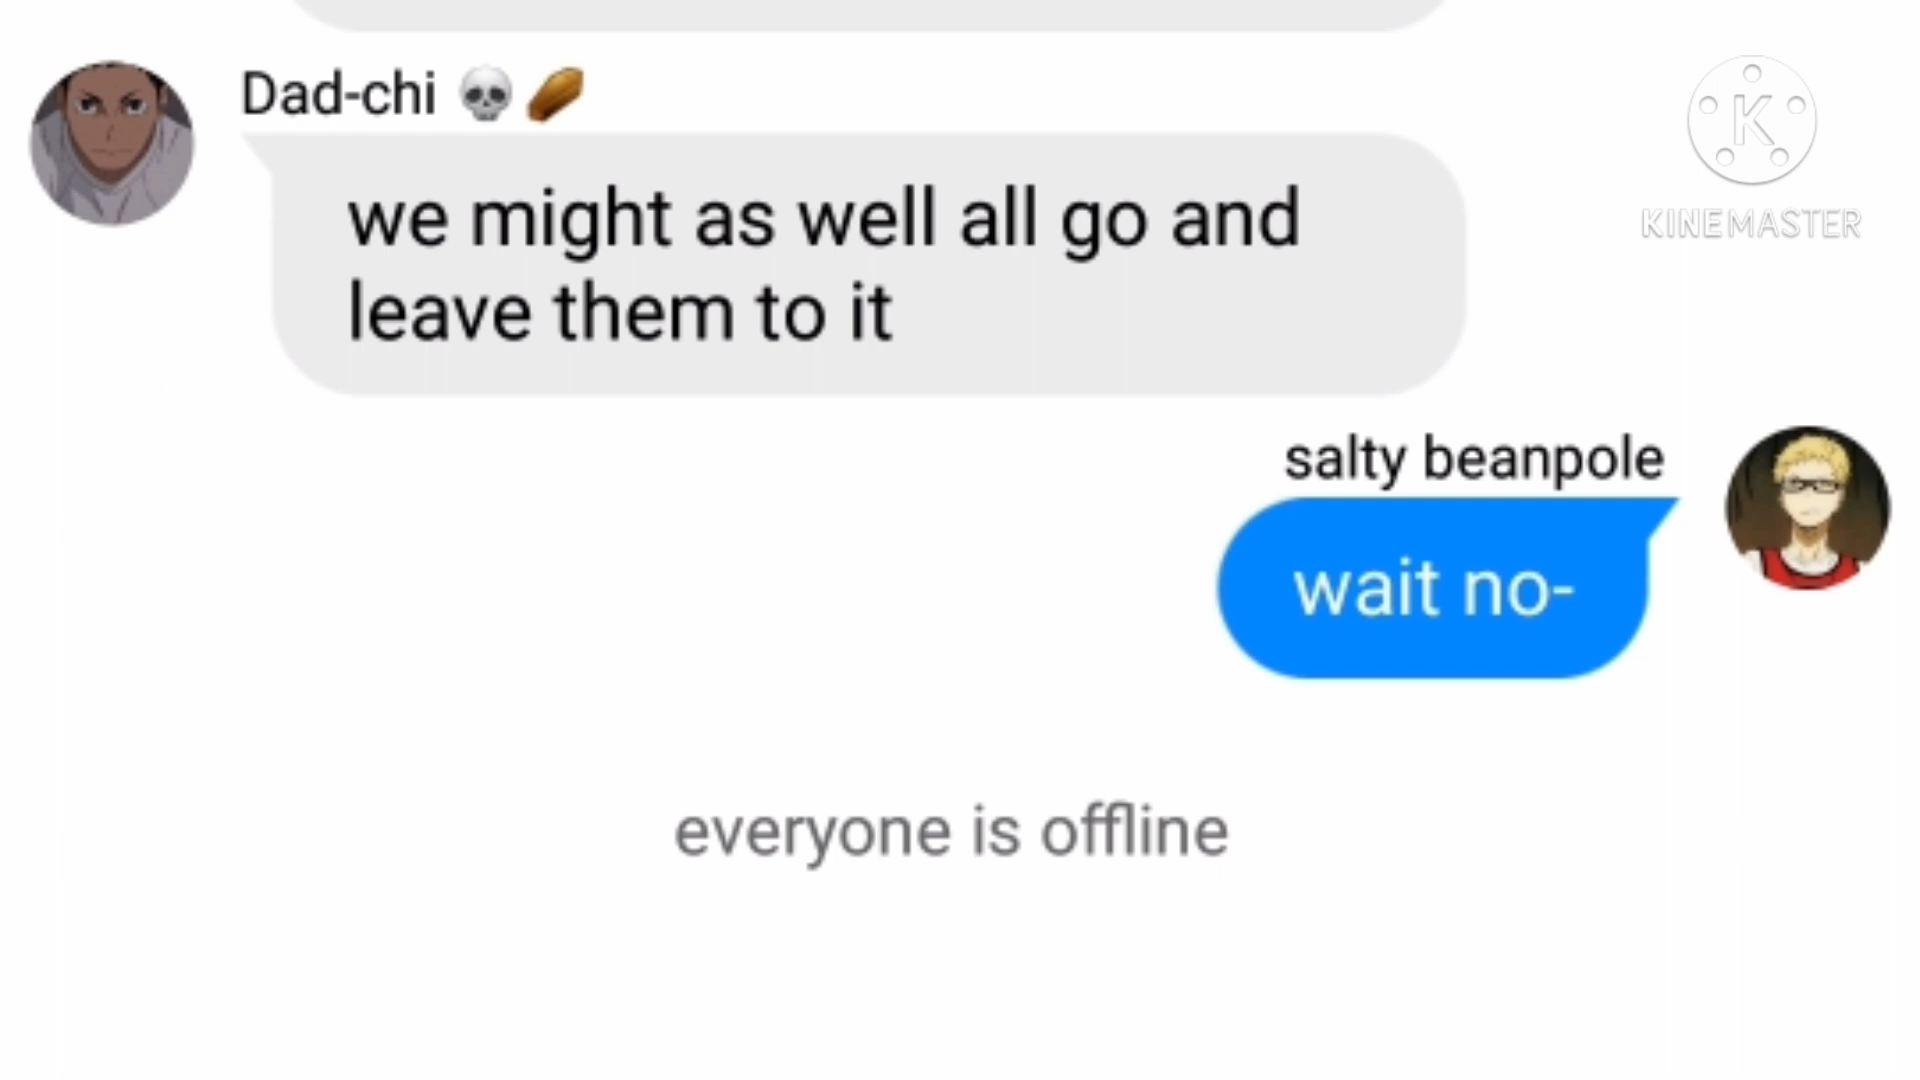 Dad-chi 💀⚰️
K
KINEMASTER
we might as well all go and
leave them to it
salty beanpole
wait no-
everyone is offline